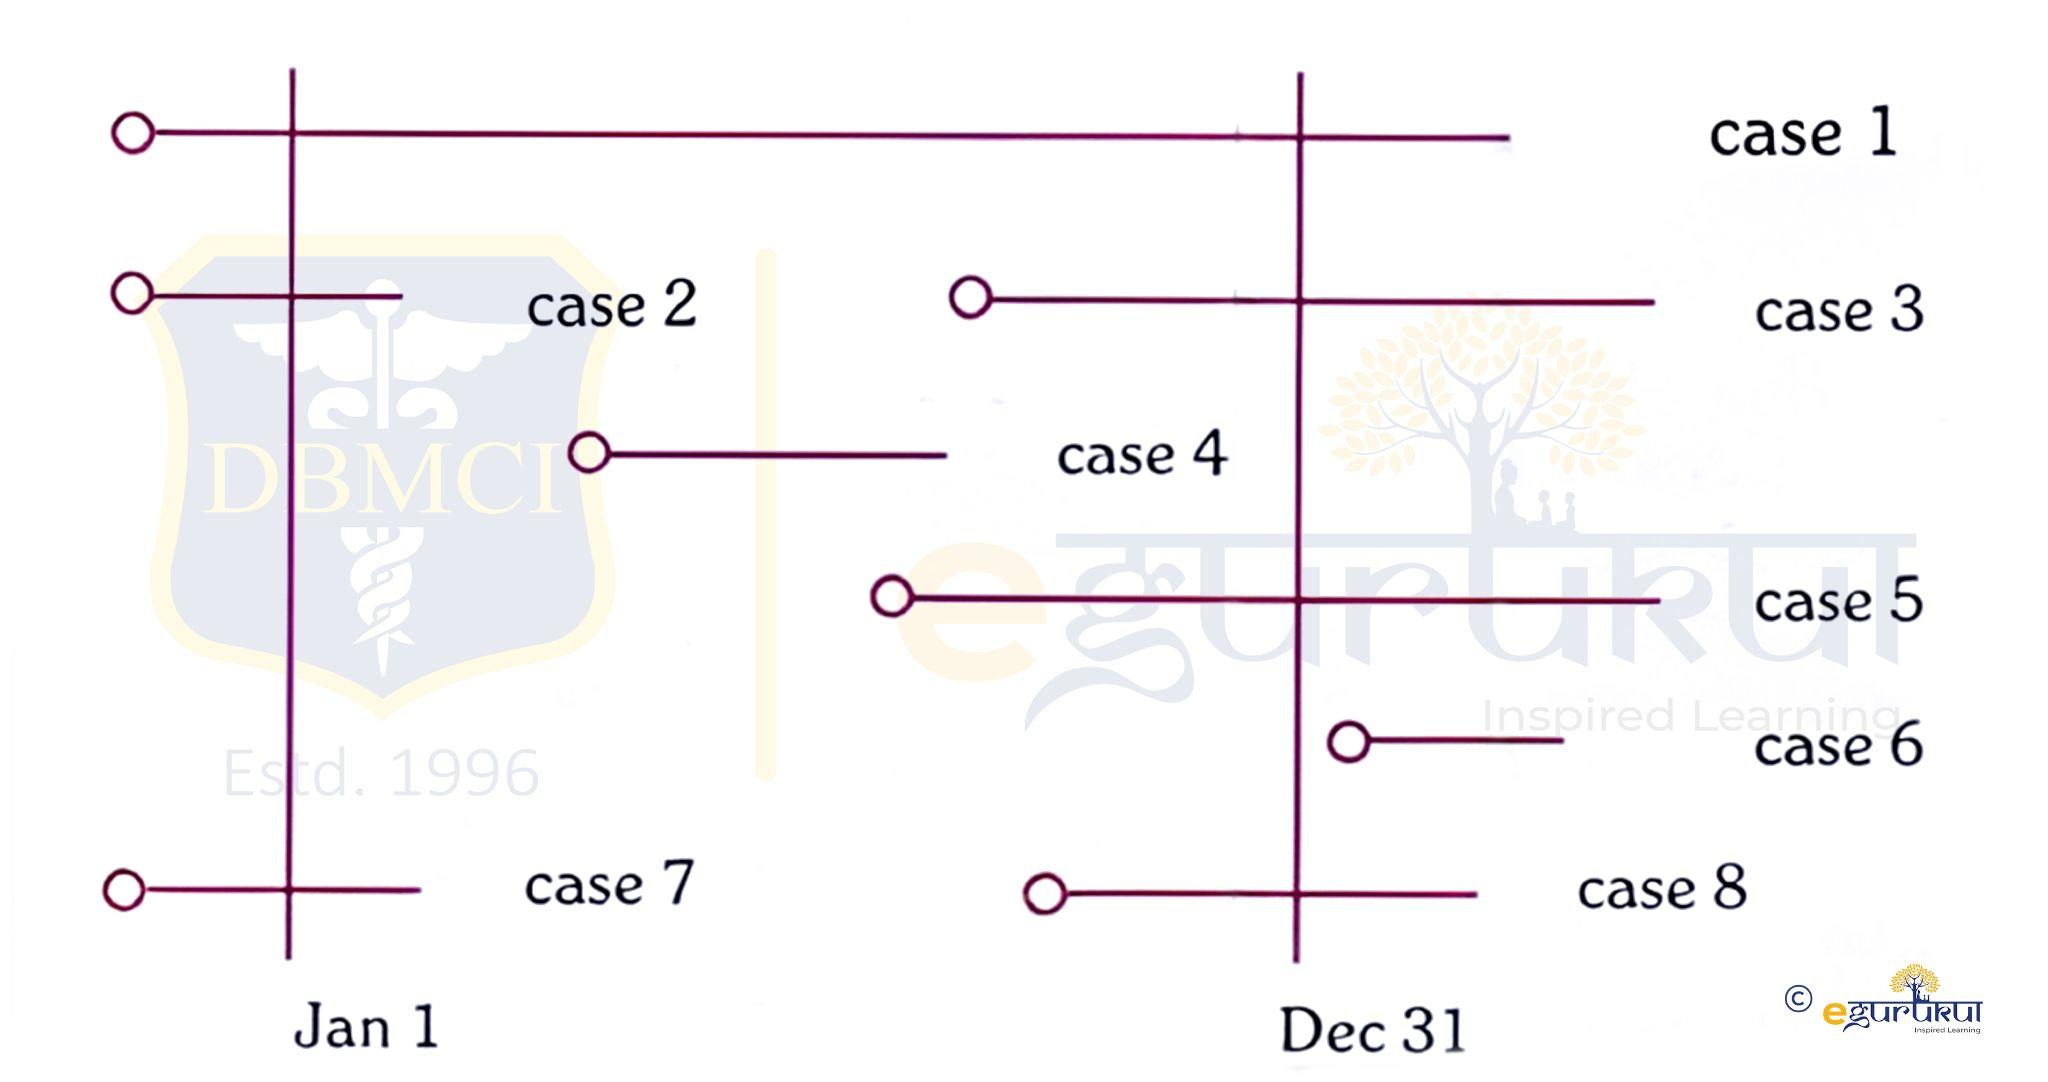 case 1
case 2
case 3
DBMCI
case 4
egurukul
case 5
Inspired Learning
case 6
Estd. 1996
case 7
case 8
Jan 1
Dec 31
© egurukul
Inspired Learning